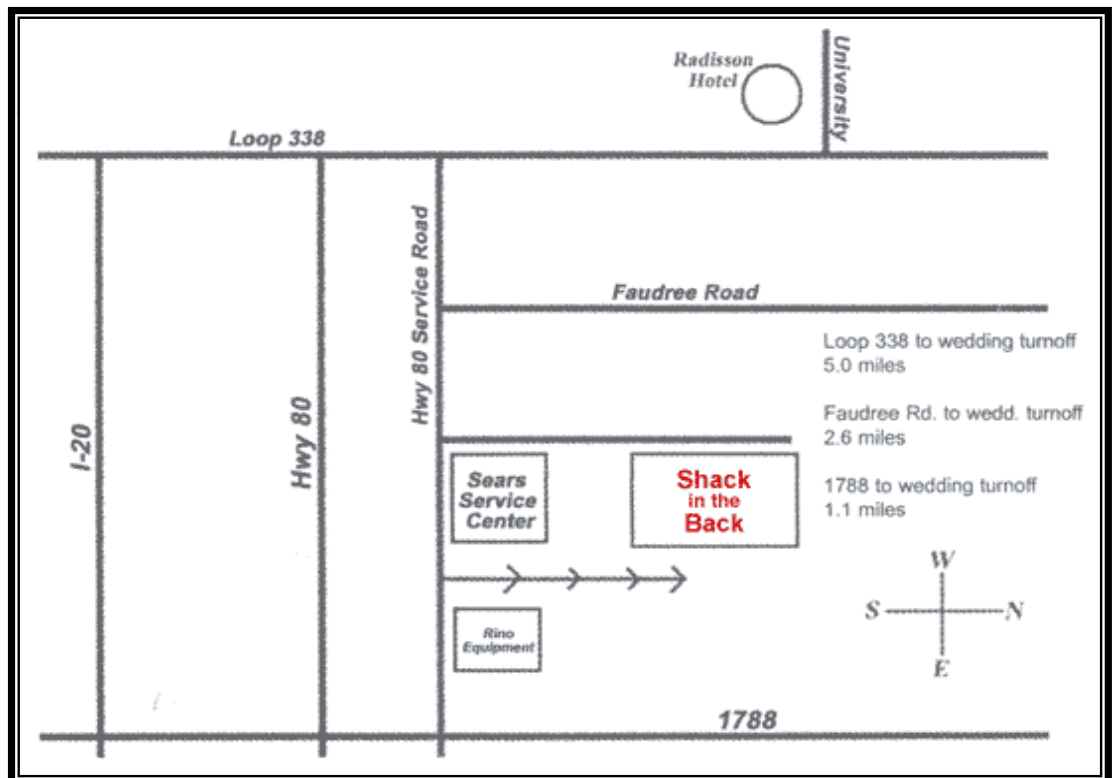 Radisson
Hotel
University
Loop 338
Hwy 80 Service Road
Faudree Road
Loop 338 to wedding turnoff
5.0 miles
Faudree Rd. to wedd. turnoff
2.6 miles
I-20
Hwy 80
Sears
Service
Center
Shack
in the
Back
1788 to wedding turnoff
1.1 miles
W
S
N
E
Rino
Equipment
1788